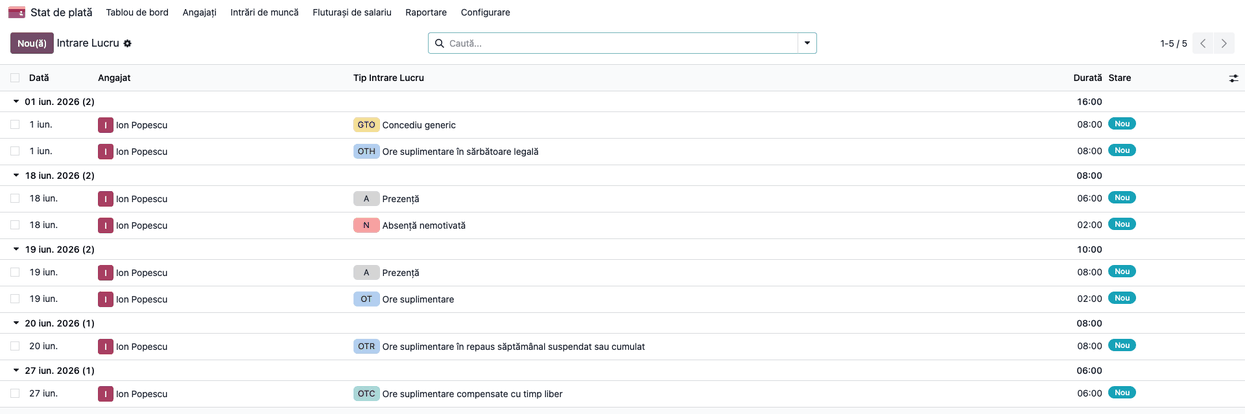 Stat de plată Tablou de bord Angajați Intrări de muncă Fluturași de salariu Raportare Configurare
Nou(ă) Intrare Lucru Caută... 1-5 / 5
Dată Angajat Tip Intrare Lucru Durată Stare
01 iun. 2026 (2) 16:00
1 iun. I Ion Popescu GTO Concediu generic 08:00 Nou
1 iun. I Ion Popescu OTH Ore suplimentare în sărbătoare legală 08:00 Nou
18 iun. 2026 (2) 08:00
18 iun. I Ion Popescu A Prezență 06:00 Nou
18 iun. I Ion Popescu N Absență nemotivată 02:00 Nou
19 iun. 2026 (2) 10:00
19 iun. I Ion Popescu A Prezență 08:00 Nou
19 iun. I Ion Popescu OT Ore suplimentare 02:00 Nou
20 iun. 2026 (1) 08:00
20 iun. I Ion Popescu OTR Ore suplimentare în repaus săptămânal suspendat sau cumulat 08:00 Nou
27 iun. 2026 (1) 06:00
27 iun. I Ion Popescu OTC Ore suplimentare compensate cu timp liber 06:00 Nou